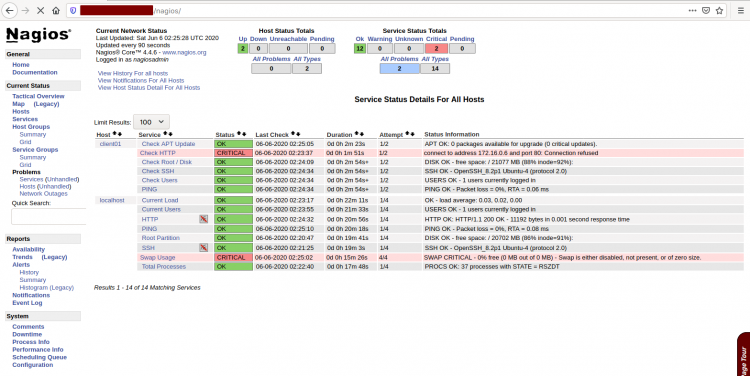 /nagios/
Nagios®
General
Home
Documentation
Current Status
Tactical Overview
Map (Legacy)
Hosts
Services
Host Groups
Summary
Grid
Service Groups
Summary
Grid
Problems
Services (Unhandled)
Hosts (Unhandled)
Network Outages
Quick Search:
Reports
Availability
Trends (Legacy)
Alerts
History
Summary
Histogram (Legacy)
Notifications
Event Log
System
Comments
Downtime
Process Info
Performance Info
Scheduling Queue
Configuration
Current Network Status
Last Updated: Sat Jun 6 02:25:28 UTC 2020
Updated every 90 seconds
Nagios® Core™ 4.4.6 - www.nagios.org
Logged in as nagiosadmin
View History For all hosts
View Notifications For All Hosts
View Host Status Detail For All Hosts
Host Status Totals
Up Down Unreachable Pending
2 0 0 0
All Problems All Types
0 2
Service Status Totals
Ok Warning Unknown Critical Pending
12 0 0 2 0
All Problems All Types
2 14
Service Status Details For All Hosts
Limit Results: 100
Host Service Status Last Check Duration Attempt Status Information
client01 Check APT Update OK 06-06-2020 02:25:05 0d 0h 2m 23s 1/2 APT OK: 0 packages available for upgrade (0 critical updates).
Check HTTP CRITICAL 06-06-2020 02:23:37 0d 0h 1m 51s 1/2 connect to address 172.16.0.6 and port 80: Connection refused
Check Root / Disk OK 06-06-2020 02:24:09 0d 0h 2m 54s+ 1/2 DISK OK - free space: / 21077 MB (88% inode=92%):
Check SSH OK 06-06-2020 02:24:34 0d 0h 2m 54s+ 1/2 SSH OK - OpenSSH_8.2p1 Ubuntu-4 (protocol 2.0)
Check Users OK 06-06-2020 02:24:34 0d 0h 2m 54s+ 1/2 USERS OK - 1 users currently logged in
PING OK 06-06-2020 02:24:34 0d 0h 2m 54s+ 1/2 PING OK - Packet loss = 0%, RTA = 0.06 ms
localhost Current Load OK 06-06-2020 02:23:17 0d 0h 22m 11s 1/4 OK - load average: 0.03, 0.02, 0.00
Current Users OK 06-06-2020 02:23:55 0d 0h 21m 33s 1/4 USERS OK - 1 users currently logged in
HTTP OK 06-06-2020 02:24:32 0d 0h 20m 56s 1/4 HTTP OK: HTTP/1.1 200 OK - 11192 bytes in 0.001 second response time
PING OK 06-06-2020 02:25:10 0d 0h 20m 18s 1/4 PING OK - Packet loss = 0%, RTA = 0.08 ms
Root Partition OK 06-06-2020 02:20:47 0d 0h 19m 41s 1/4 DISK OK - free space: / 20702 MB (86% inode=91%):
SSH OK 06-06-2020 02:21:25 0d 0h 19m 3s 1/4 SSH OK - OpenSSH_8.2p1 Ubuntu-4 (protocol 2.0)
Swap Usage CRITICAL 06-06-2020 02:25:02 0d 0h 15m 26s 4/4 SWAP CRITICAL - 0% free (0 MB out of 0 MB) - Swap is either disabled, not present, or of zero size.
Total Processes OK 06-06-2020 02:22:40 0d 0h 17m 48s 1/4 PROCS OK: 37 processes with STATE = RSZDT
Results 1 - 14 of 14 Matching Services
age Tour